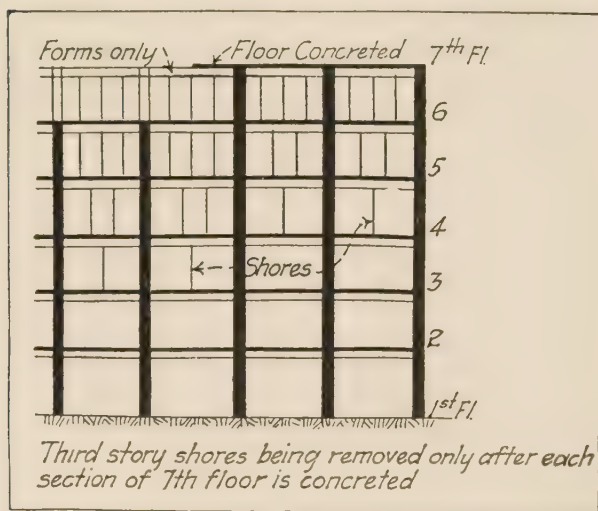 Forms only Floor Concreted 7th Fl.
6
5
4
Shores
3
2
1st Fl.
Third story shores being removed only after each
section of 7th floor is concreted